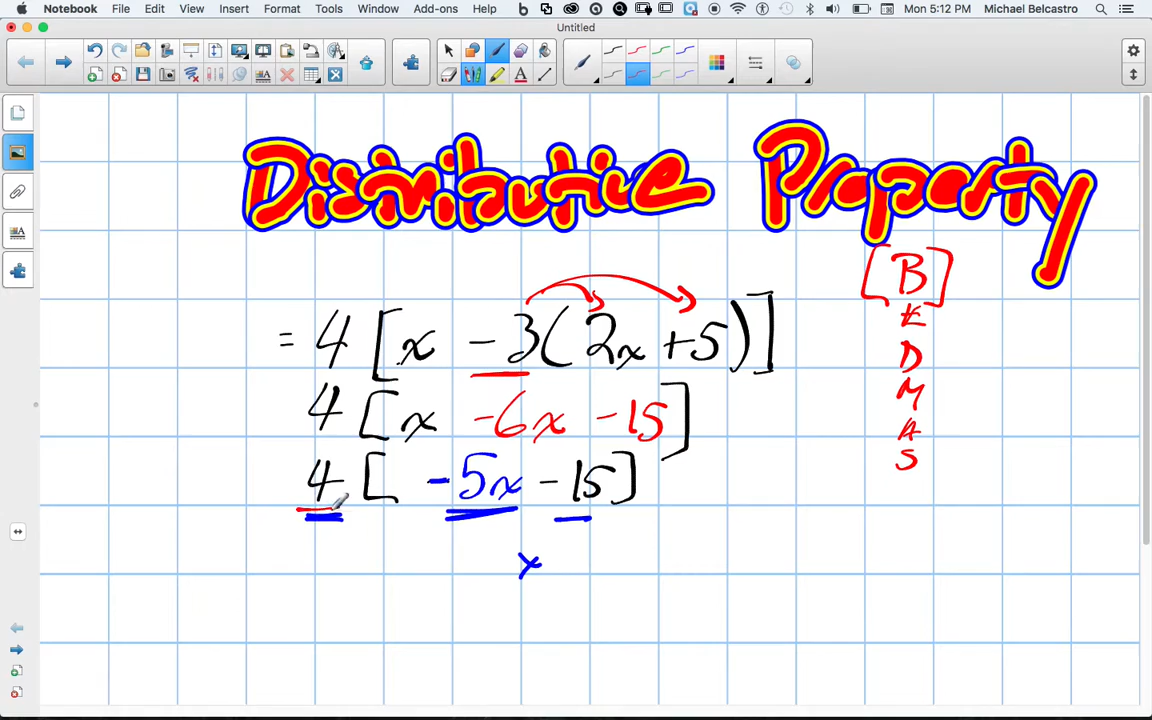 Notebook File Edit View Insert Format Tools Window Add-ons Help Mon 5:12 PM Michael Belcastro
Untitled
Distributive Property
[B]
E
D
M
A
S
= 4 [x - 3(2x + 5)]
4 [x - 6x - 15]
4 [ - 5x - 15]
x